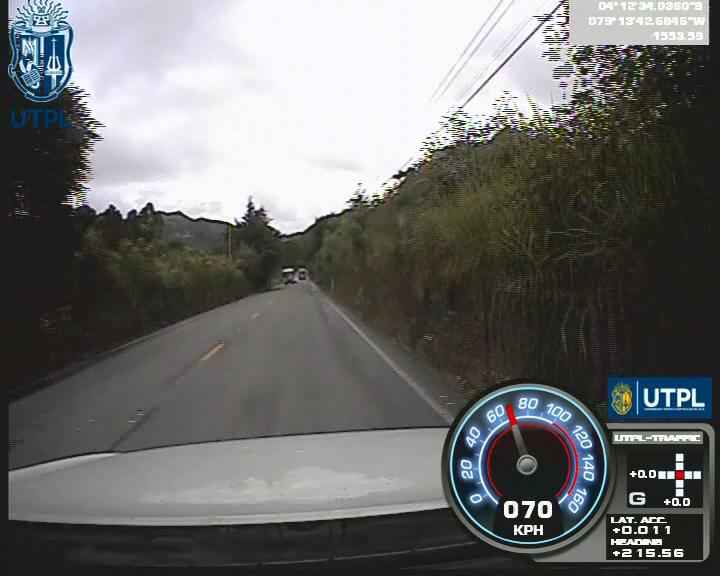 04°12'34.0380"S
079°13'42.6846"W
-1553.59
UTPL
UTPL
UTPL-TRAFFIC
0 20 40 60 80 100 120 140 160
070
KPH
+0.0
G
+0.0
LAT. ACC.
+0.011
HEADING
+215.56